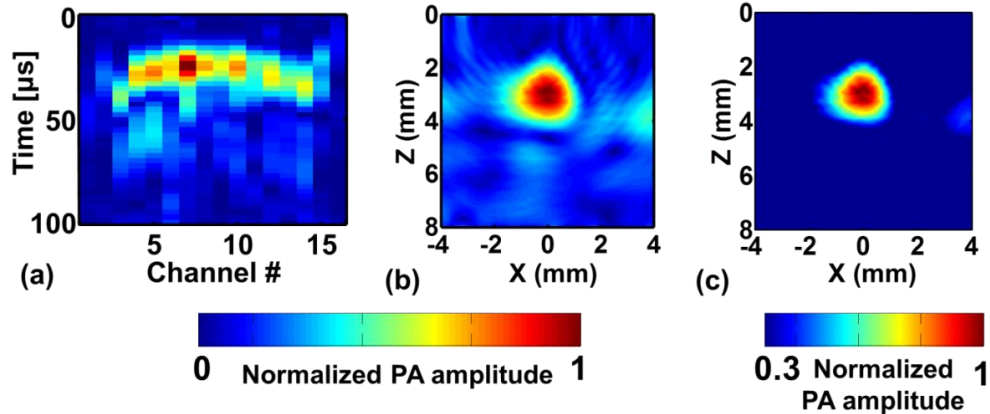 0
50
100
Time [µs]
5
10
15
Channel #
(a)
0
2
4
6
8
Z (mm)
-4
-2
0
2
4
X (mm)
(b)
0
2
4
6
8
Z (mm)
-4
-2
0
2
4
X (mm)
(c)
0
Normalized PA amplitude
1
0.3
Normalized
PA amplitude
1